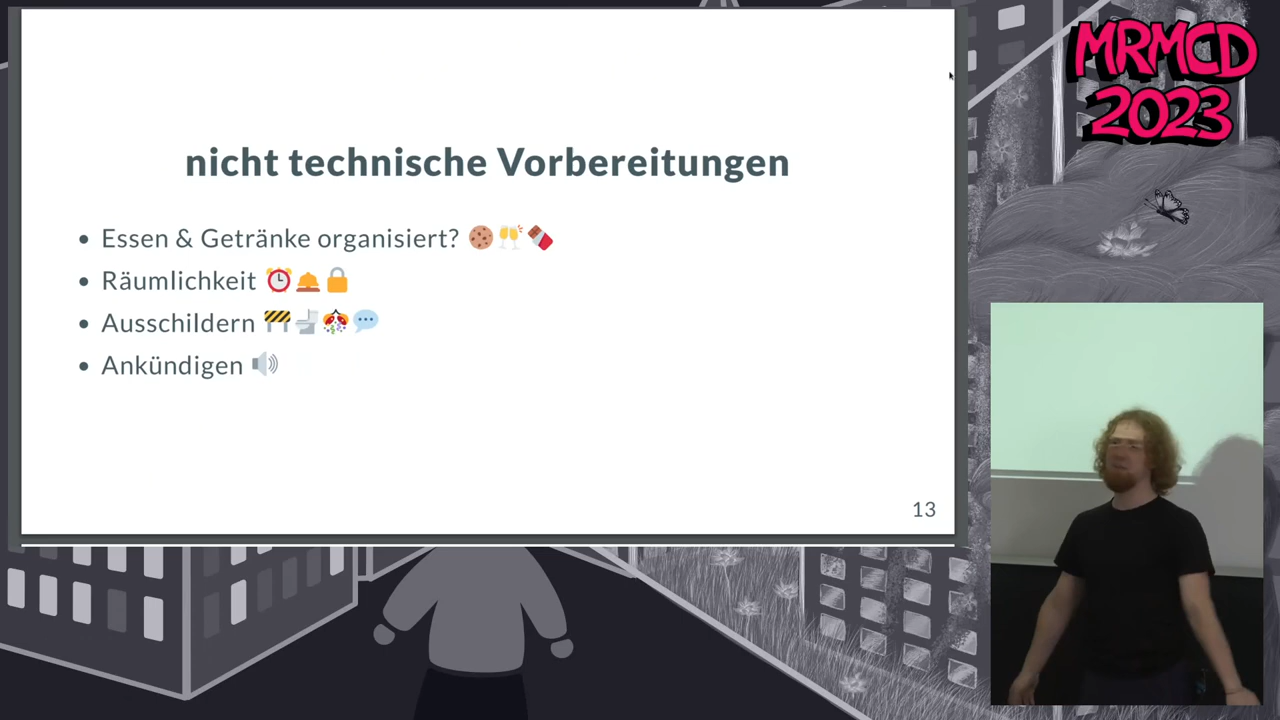 nicht technische Vorbereitungen
Essen & Getränke organisiert? 🍪🥂🍫
Räumlichkeit ⏰🛎🔒
Ausschildern 🚧🚽🎊💬
Ankündigen 🔊
13
MRMCD
2023